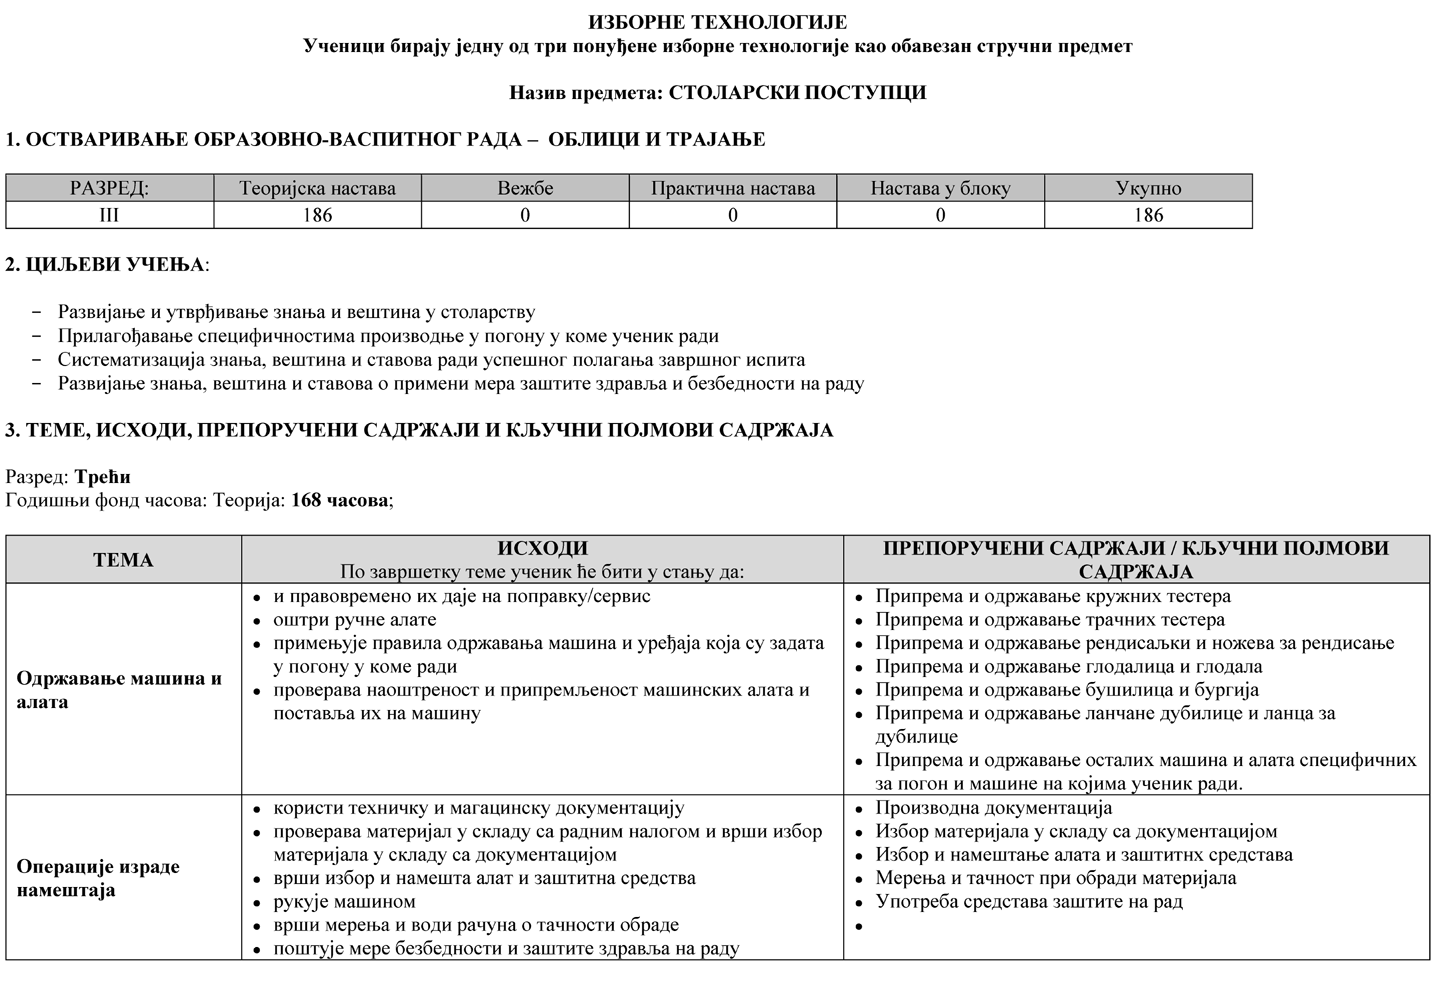 ИЗБОРНЕ ТЕХНОЛОГИЈЕ
Ученици бирају једну од три понуђене изборне технологије као обавезан стручни предмет
Назив предмета: СТОЛАРСКИ ПОСТУПЦИ
1. ОСТВАРИВАЊЕ ОБРАЗОВНО-ВАСПИТНОГ РАДА – ОБЛИЦИ И ТРАЈАЊЕ
РАЗРЕД: Теоријска настава Вежбе Практична настава Настава у блоку Укупно
III 186 0 0 0 186
2. ЦИЉЕВИ УЧЕЊА:
− Развијање и утврђивање знања и вештина у столарству
− Прилагођавање специфичностима производње у погону у коме ученик ради
− Систематизација знања, вештина и ставова ради успешног полагања завршног испита
− Развијање знања, вештина и ставова о примени мера заштите здравља и безбедности на раду
3. ТЕМЕ, ИСХОДИ, ПРЕПОРУЧЕНИ САДРЖАЈИ И КЉУЧНИ ПОЈМОВИ САДРЖАЈА
Разред: Трећи
Годишњи фонд часова: Теорија: 168 часова;
ТЕМА
ИСХОДИ
По завршетку теме ученик ће бити у стању да:
ПРЕПОРУЧЕНИ САДРЖАЈИ / КЉУЧНИ ПОЈМОВИ
САДРЖАЈА
Одржавање машина и
алата
• и правовремено их даје на поправку/сервис
• оштри ручне алате
• примењује правила одржавања машина и уређаја која су задата
у погону у коме ради
• проверава наоштреност и припремљеност машинских алата и
поставља их на машину
• Припрема и одржавање кружних тестера
• Припрема и одржавање трачних тестера
• Припрема и одржавање рендисаљки и ножева за рендисање
• Припрема и одржавање глодалица и глодала
• Припрема и одржавање бушилица и бургија
• Припрема и одржавање ланчане дубилице и ланца за
дубилице
• Припрема и одржавање осталих машина и алата специфичних
за погон и машине на којима ученик ради.
Операције израде
намештаја
• користи техничку и магацинску документацију
• проверава материјал у складу са радним налогом и врши избор
материјала у складу са документацијом
• врши избор и намешта алат и заштитна средства
• рукује машином
• врши мерења и води рачуна о тачности обраде
• поштује мере безбедности и заштите здравља на раду
• Производна документација
• Избор материјала у складу са документацијом
• Избор и намештање алата и заштитнх средстава
• Мерења и тачност при обради материјала
• Употреба средстава заштите на рад
•